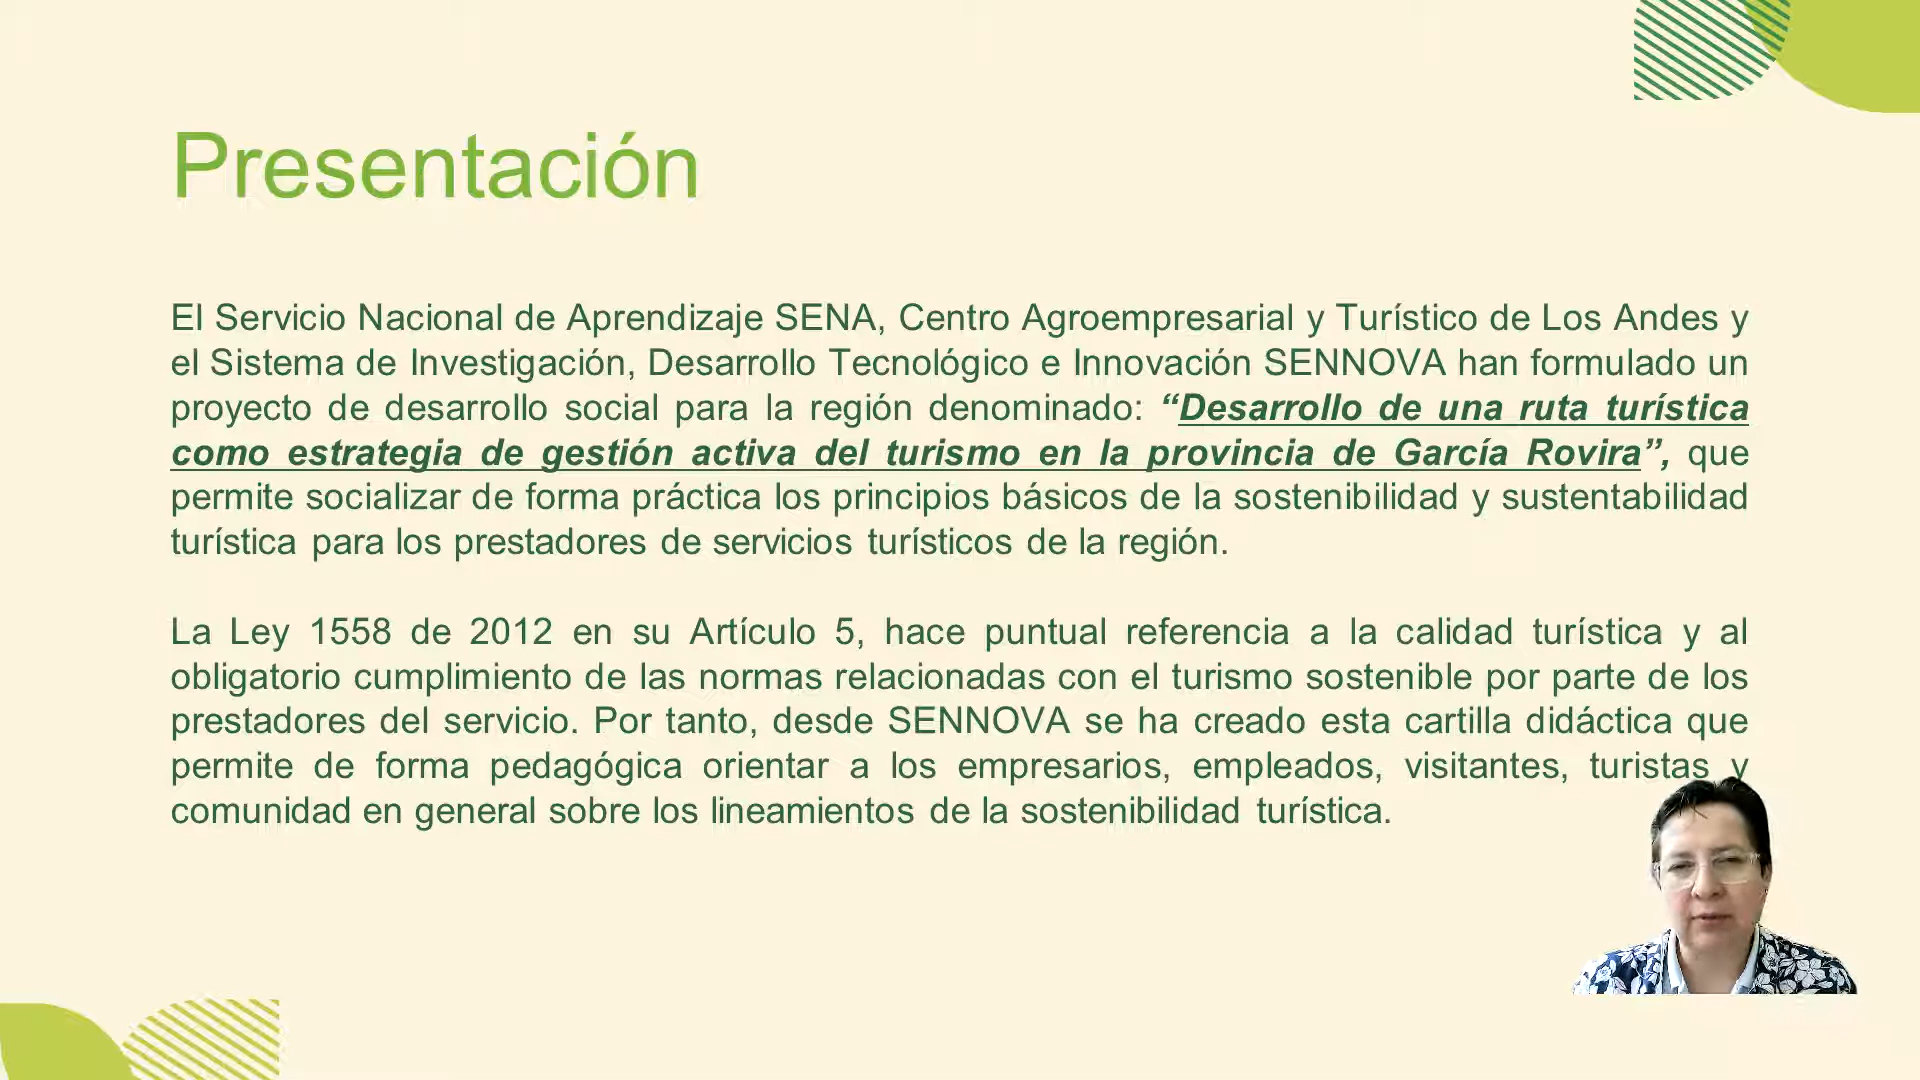 Presentación
El Servicio Nacional de Aprendizaje SENA, Centro Agroempresarial y Turístico de Los Andes y
el Sistema de Investigación, Desarrollo Tecnológico e Innovación SENNOVA han formulado un
proyecto de desarrollo social para la región denominado: “Desarrollo de una ruta turística
como estrategia de gestión activa del turismo en la provincia de García Rovira”, que
permite socializar de forma práctica los principios básicos de la sostenibilidad y sustentabilidad
turística para los prestadores de servicios turísticos de la región.
La Ley 1558 de 2012 en su Artículo 5, hace puntual referencia a la calidad turística y al
obligatorio cumplimiento de las normas relacionadas con el turismo sostenible por parte de los
prestadores del servicio. Por tanto, desde SENNOVA se ha creado esta cartilla didáctica que
permite de forma pedagógica orientar a los empresarios, empleados, visitantes, turistas y
comunidad en general sobre los lineamientos de la sostenibilidad turística.